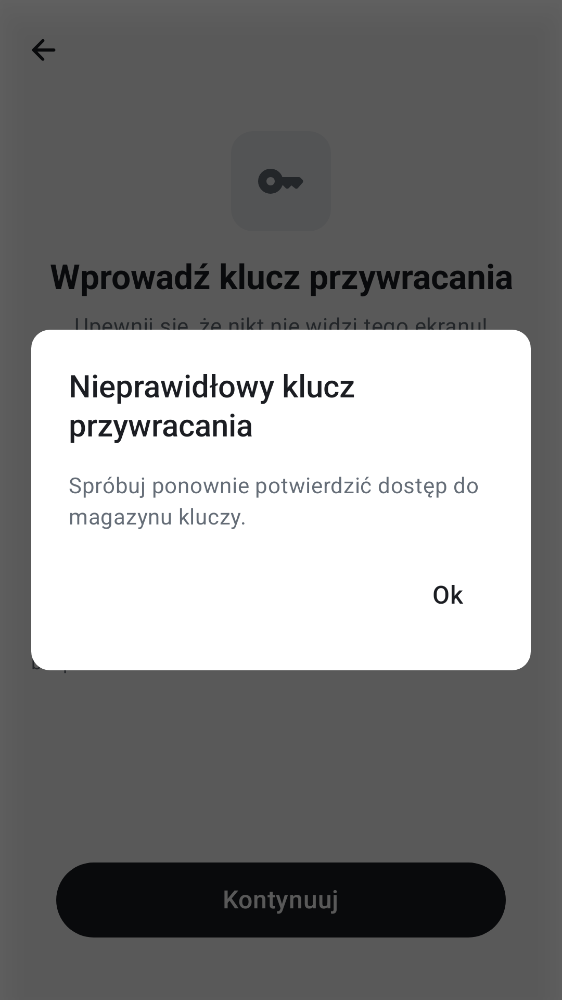 Wprowadź klucz przywracania
Upewnij się, że nikt nie widzi tego ekranu!
Nieprawidłowy klucz
przywracania
Spróbuj ponownie potwierdzić dostęp do
magazynu kluczy.
Ok
Kontynuuj